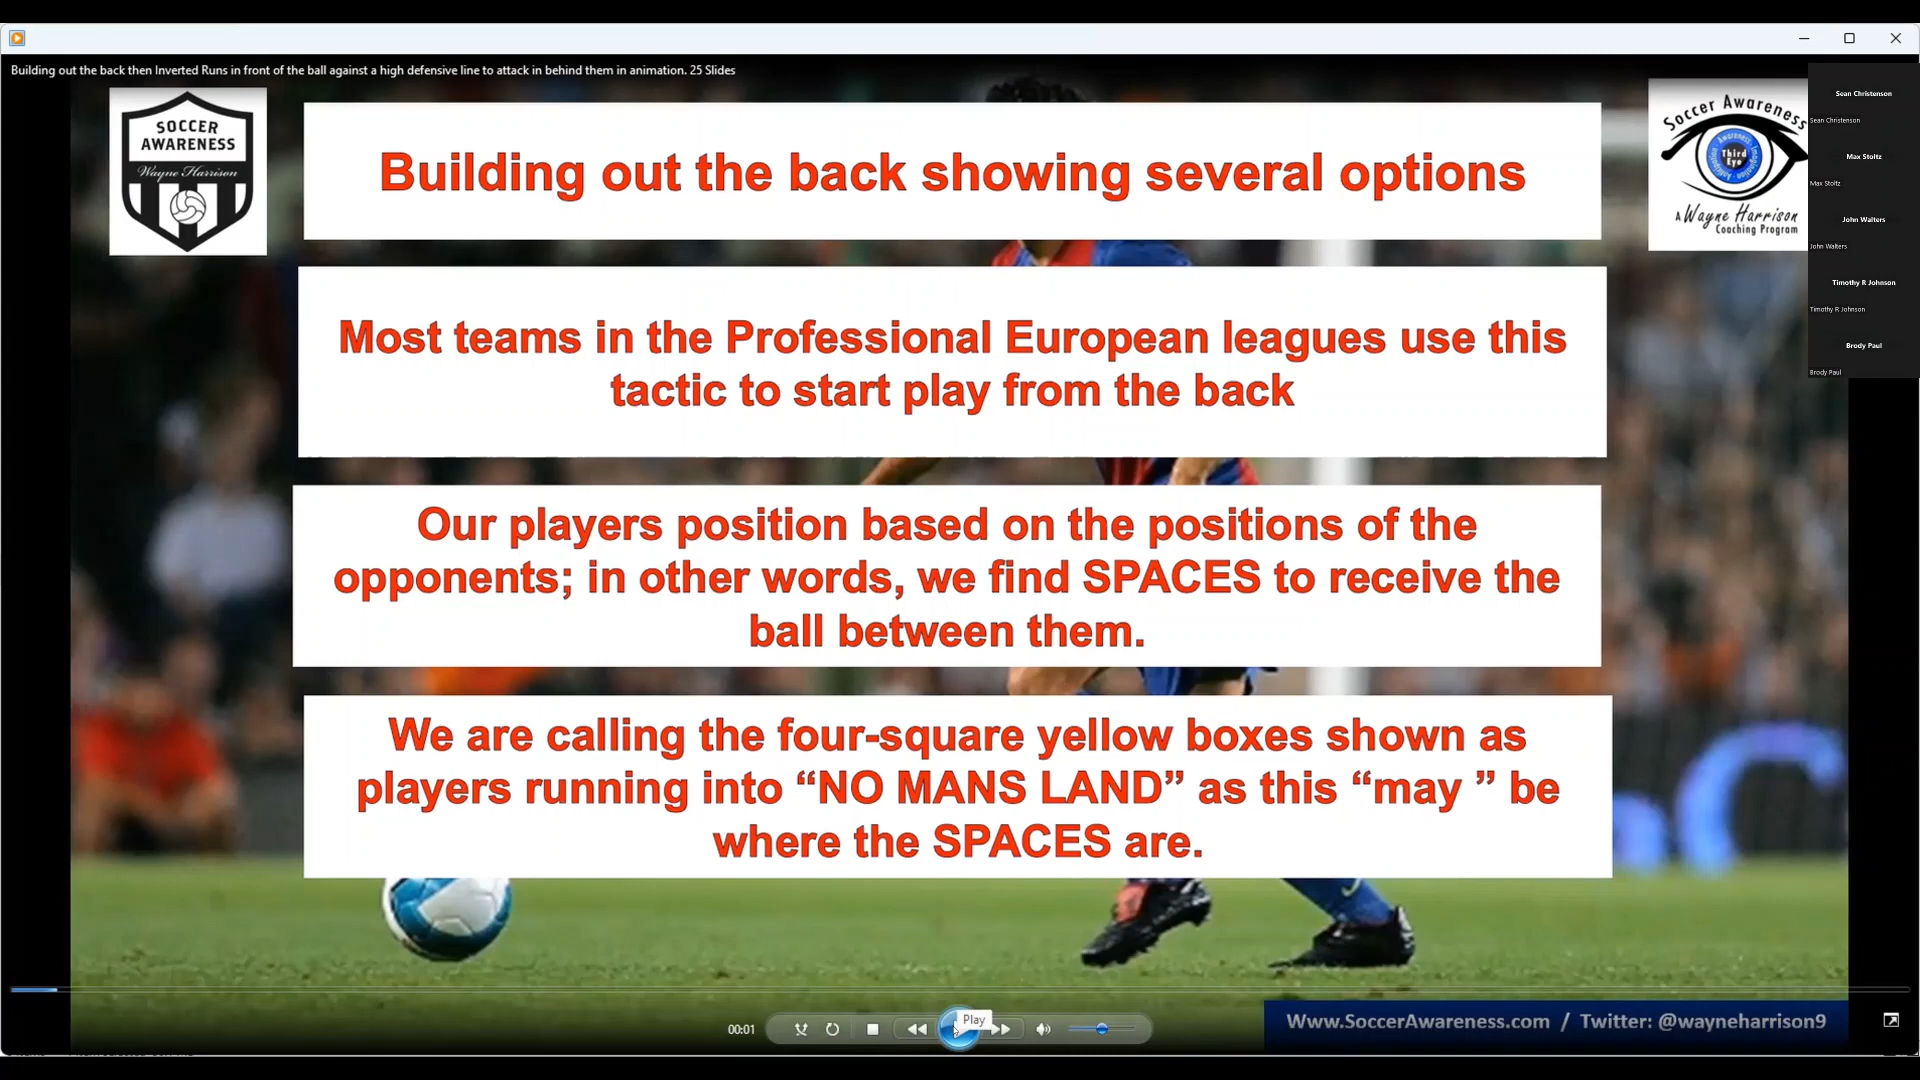 Building out the back then Inverted Runs in front of the ball against a high defensive line to attack in behind them in animation. 25 Slides
SOCCER
AWARENESS
Wayne Harrison
Building out the back showing several options
Soccer Awareness
Third
Eye
A Wayne Harrison
Coaching Program
Sean Christenson
Sean Christenson
Max Stoltz
Max Stoltz
John Walters
John Walters
Timothy R Johnson
Timothy R Johnson
Brody Paul
Brody Paul
Most teams in the Professional European leagues use this
tactic to start play from the back
Our players position based on the positions of the
opponents; in other words, we find SPACES to receive the
ball between them.
We are calling the four-square yellow boxes shown as
players running into “NO MANS LAND” as this “may ” be
where the SPACES are.
00:01
Play
Www.SoccerAwareness.com / Twitter: @wayneharrison9